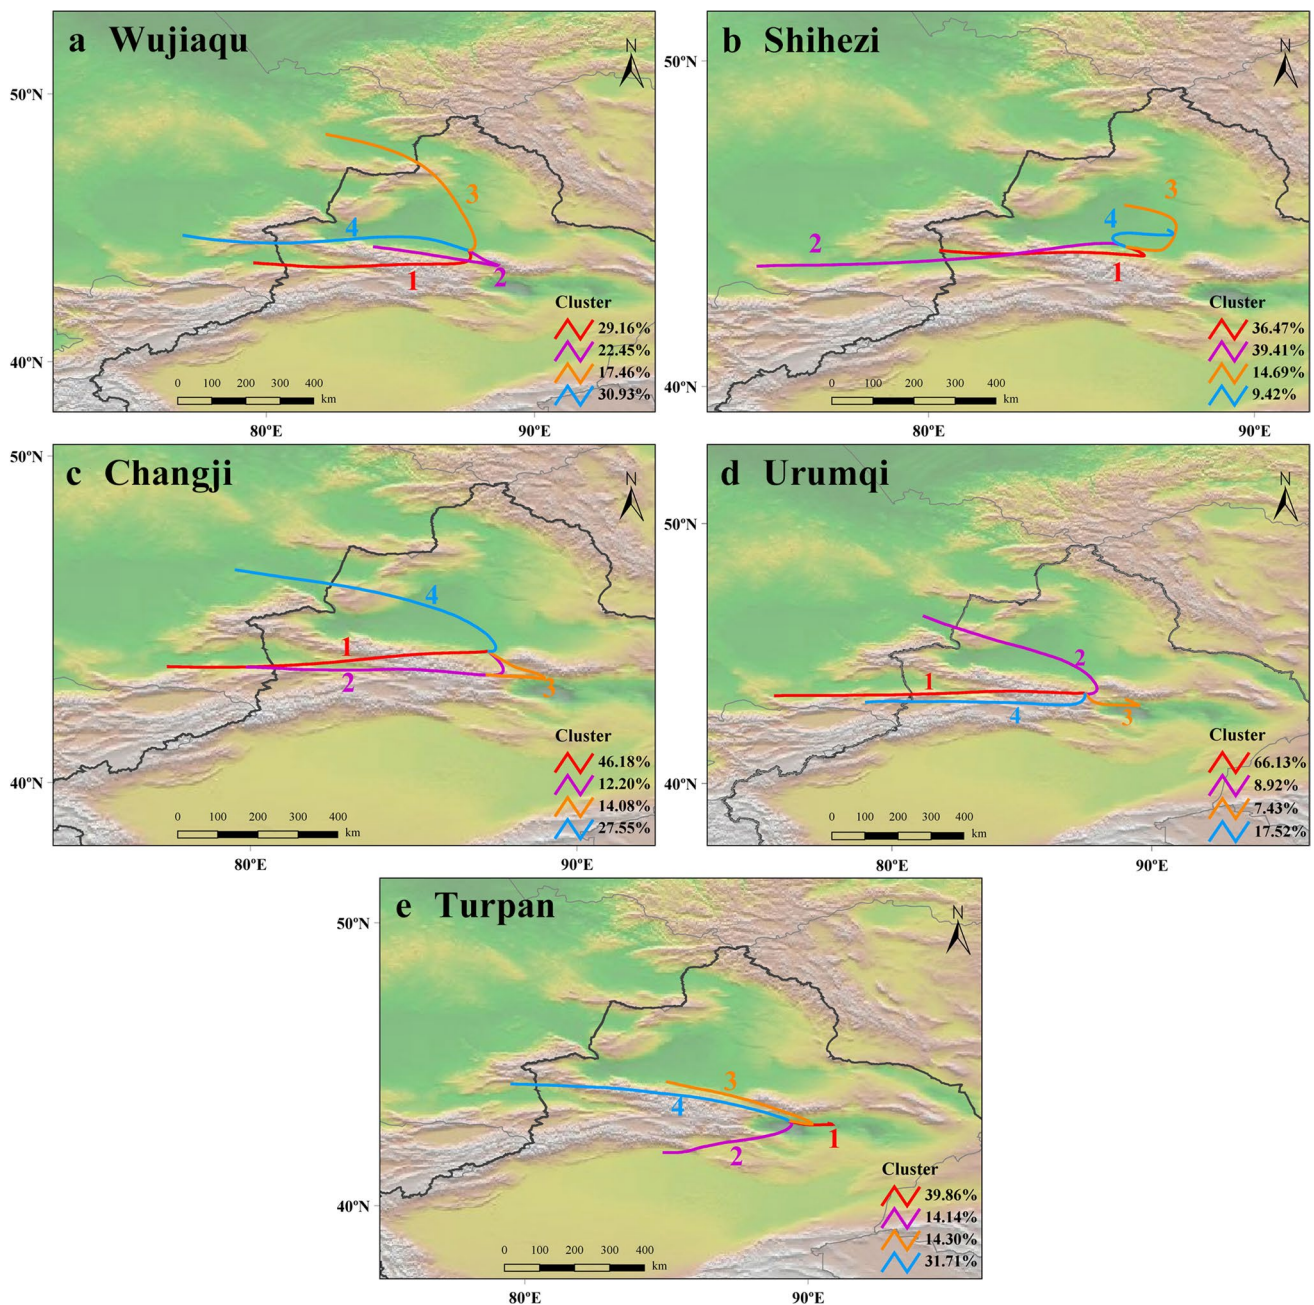 a Wujiaqu
N
50°N
40°N
3
4
1
2
Cluster
29.16%
22.45%
17.46%
30.93%
0 100 200 300 400 km
80°E 90°E
b Shihezi
N
50°N
40°N
3
4
2
1
Cluster
36.47%
39.41%
14.69%
9.42%
0 100 200 300 400 km
80°E 90°E
c Changji
N
50°N
40°N
4
1
2
3
Cluster
46.18%
12.20%
14.08%
27.55%
0 100 200 300 400 km
80°E 90°E
d Urumqi
N
50°N
40°N
2
1
4
3
Cluster
66.13%
8.92%
7.43%
17.52%
0 100 200 300 400 km
80°E 90°E
e Turpan
N
50°N
40°N
3
4
1
2
Cluster
39.86%
14.14%
14.30%
31.71%
0 100 200 300 400 km
80°E 90°E